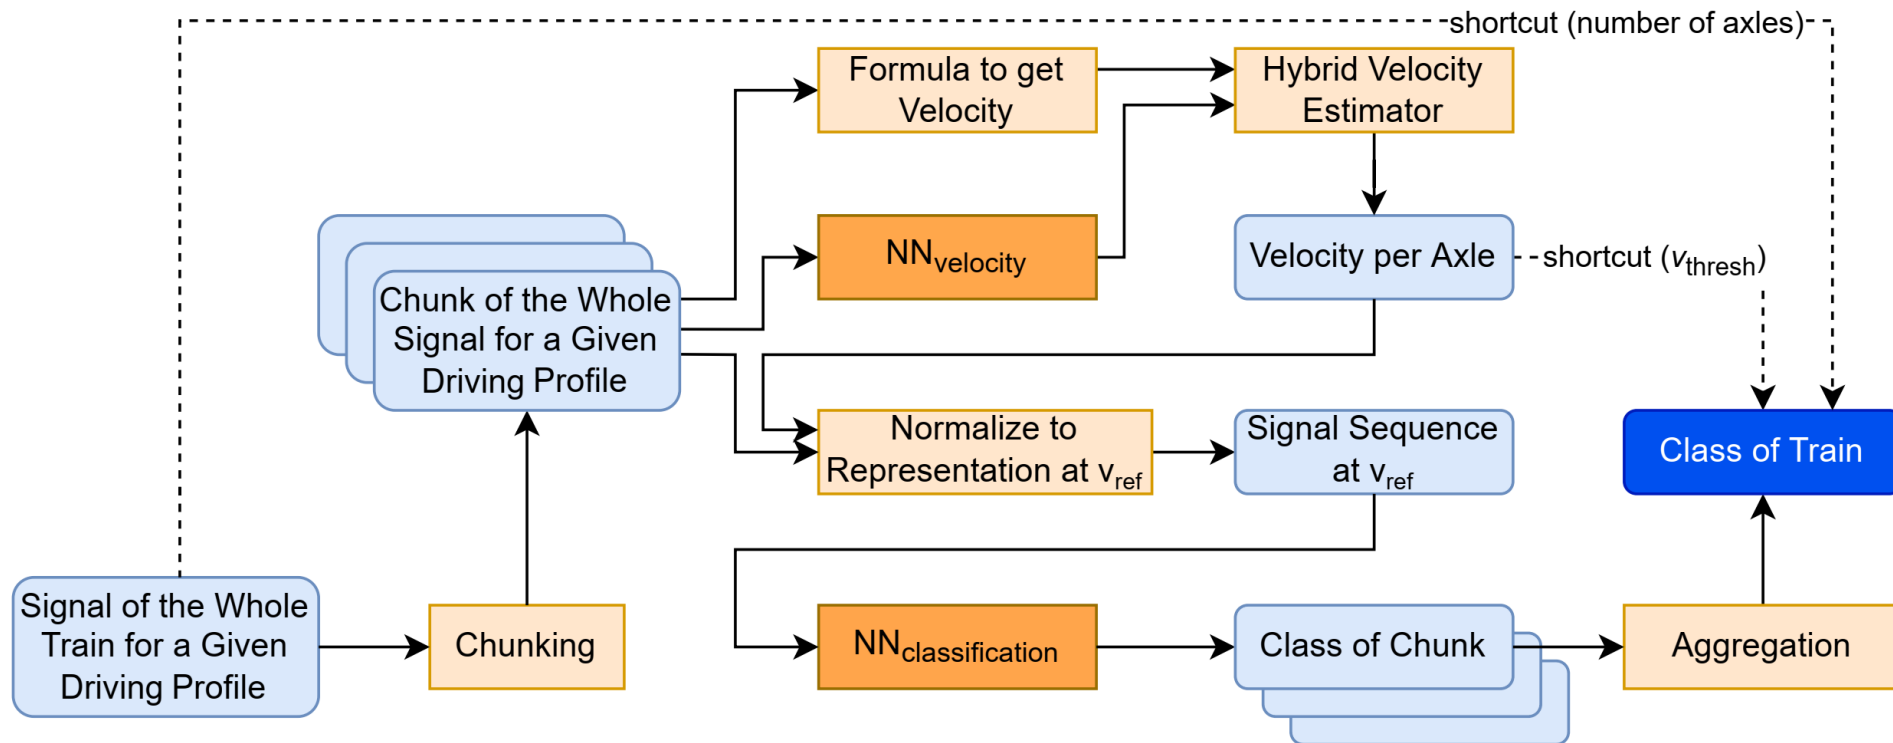 shortcut (number of axles)
Formula to get
Velocity
Hybrid Velocity
Estimator
NNvelocity
Velocity per Axle
shortcut (vthresh)
Chunk of the Whole
Signal for a Given
Driving Profile
Normalize to
Representation at vref
Signal Sequence
at vref
Class of Train
Signal of the Whole
Train for a Given
Driving Profile
Chunking
NNclassification
Class of Chunk
Aggregation